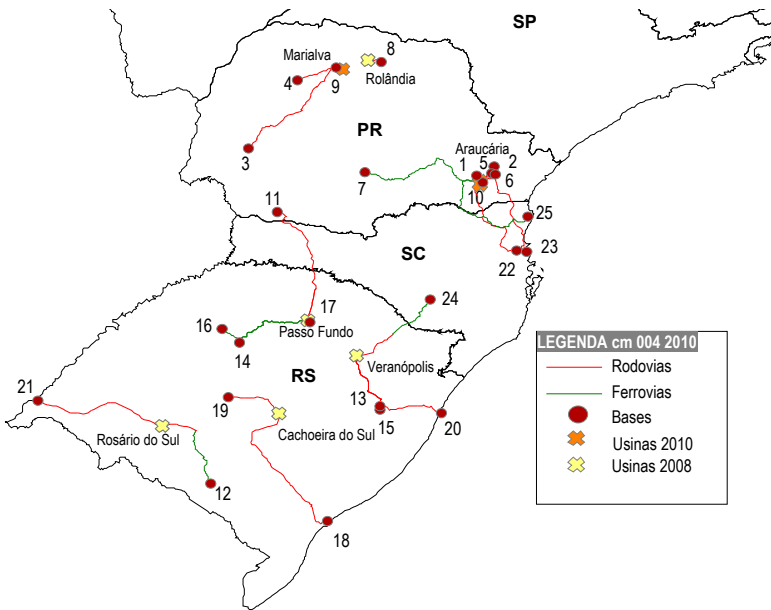 SP
Marialva
8
4
9
Rolândia
PR
Araucária
3
7
1
5
2
6
10
11
25
SC
22
23
24
17
16
Passo Fundo
14
Veranópolis
RS
21
19
13
15
20
Rosário do Sul
Cachoeira do Sul
12
18
LEGENDA cm 004 2010
Rodovias
Ferrovias
Bases
Usinas 2010
Usinas 2008